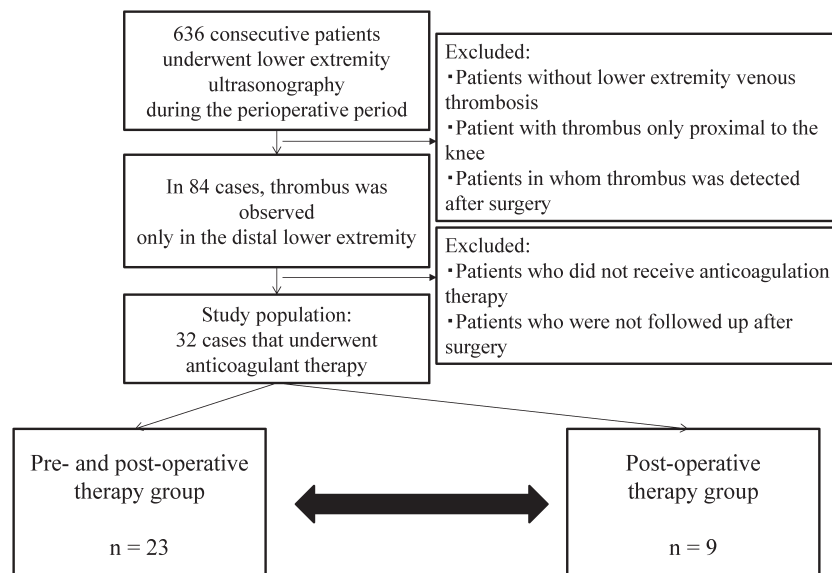 636 consecutive patients
underwent lower extremity
ultrasonography
during the perioperative period
Excluded:
・Patients without lower extremity venous
thrombosis
・Patient with thrombus only proximal to the
knee
・Patients in whom thrombus was detected
after surgery
In 84 cases, thrombus was
observed
only in the distal lower extremity
Excluded:
・Patients who did not receive anticoagulation
therapy
・Patients who were not followed up after
surgery
Study population:
32 cases that underwent
anticoagulant therapy
Pre- and post-operative
therapy group
n = 23
Post-operative
therapy group
n = 9